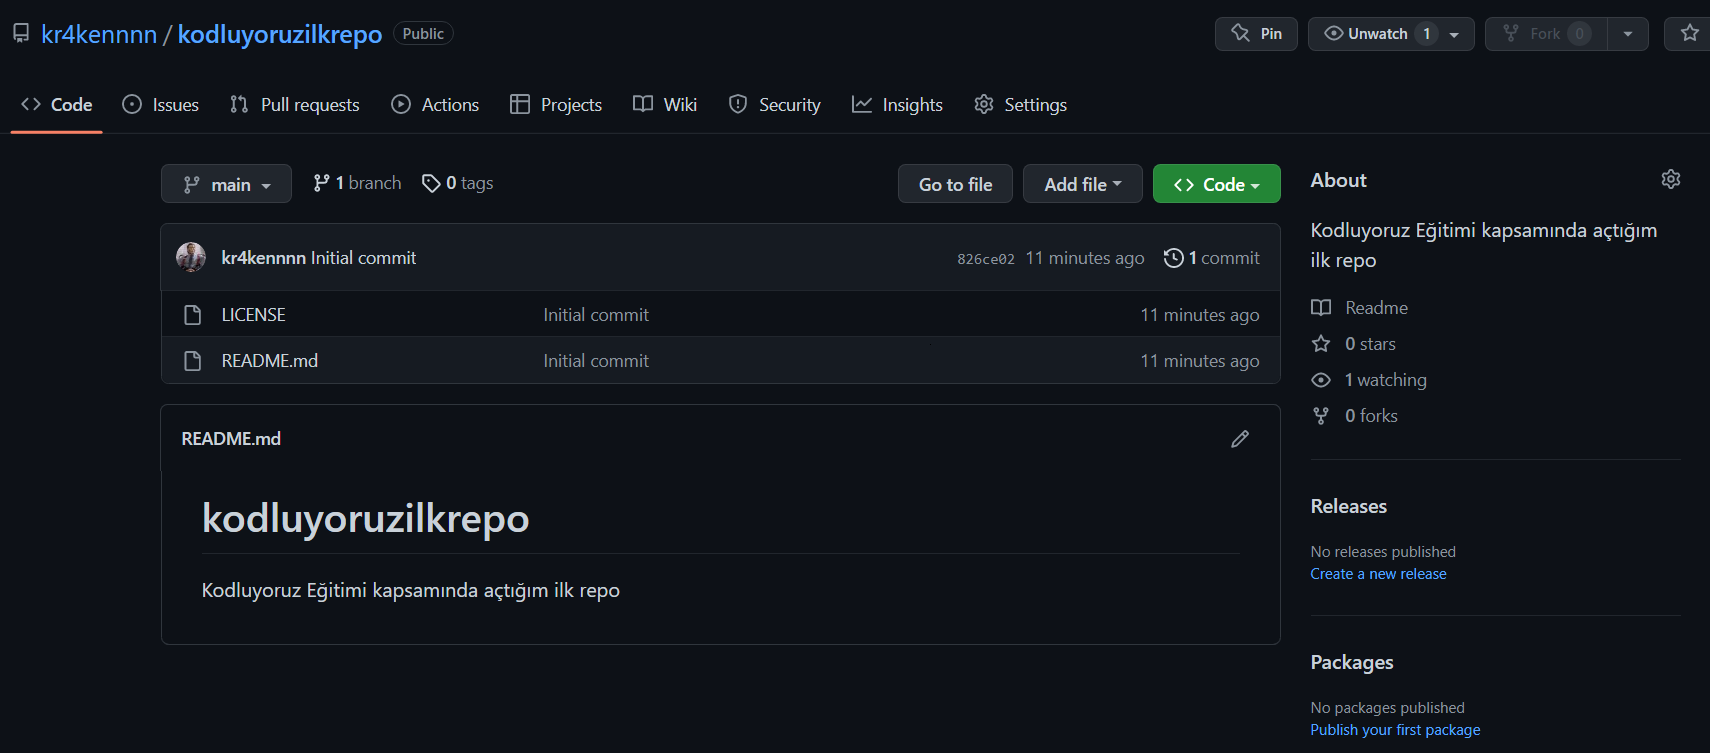 kr4kennnn / kodluyoruzilkrepo Public
Pin Unwatch 1 Fork 0
Code Issues Pull requests Actions Projects Wiki Security Insights Settings
main 1 branch 0 tags Go to file Add file Code
kr4kennnn Initial commit 826ce02 11 minutes ago 1 commit
LICENSE Initial commit 11 minutes ago
README.md Initial commit 11 minutes ago
README.md
kodluyoruzilkrepo
Kodluyoruz Eğitimi kapsamında açtığım ilk repo
About
Kodluyoruz Eğitimi kapsamında açtığım
ilk repo
Readme
0 stars
1 watching
0 forks
Releases
No releases published
Create a new release
Packages
No packages published
Publish your first package